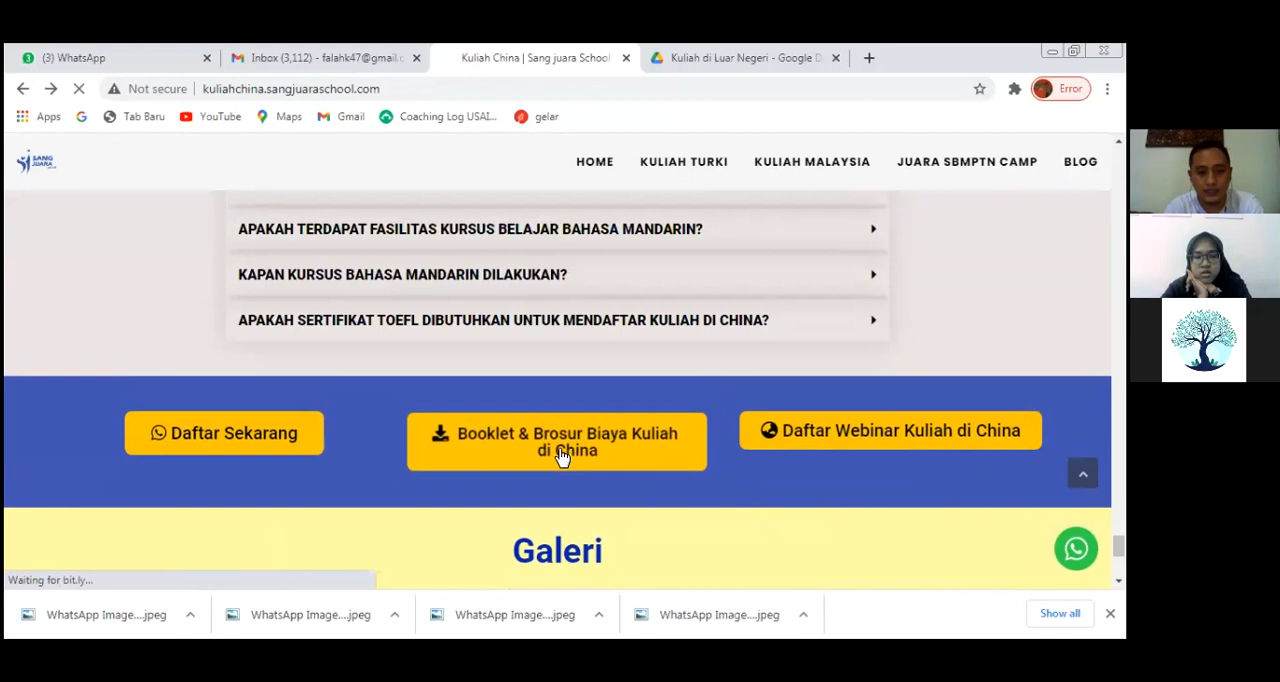 (3) WhatsApp
Inbox (3,112) - falahk47@gmail.c
Kuliah China | Sang juara School
Kuliah di Luar Negeri - Google D
Not secure
kuliahchina.sangjuaraschool.com
Error
Apps
Tab Baru
YouTube
Maps
Gmail
Coaching Log USAI...
gelar
SANG
JUARA
HOME
KULIAH TURKI
KULIAH MALAYSIA
JUARA SBMPTN CAMP
BLOG
APAKAH TERDAPAT FASILITAS KURSUS BELAJAR BAHASA MANDARIN?
KAPAN KURSUS BAHASA MANDARIN DILAKUKAN?
APAKAH SERTIFIKAT TOEFL DIBUTUHKAN UNTUK MENDAFTAR KULIAH DI CHINA?
Daftar Sekarang
Booklet & Brosur Biaya Kuliah
di China
Daftar Webinar Kuliah di China
Galeri
Waiting for bit.ly...
WhatsApp Image....jpeg
WhatsApp Image....jpeg
WhatsApp Image....jpeg
WhatsApp Image....jpeg
Show all